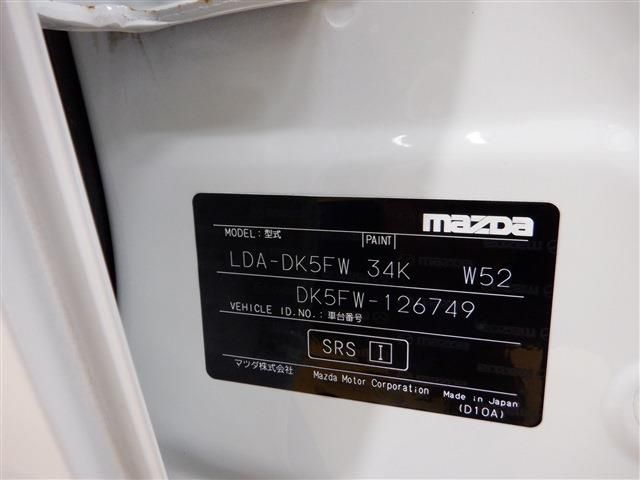 mazda
MODEL:型式 PAINT
LDA-DK5FW 34K W52
DK5FW-126749
VEHICLE ID.NO.:車台番号
SRS I
マツダ株式会社 Mazda Motor Corporation Made in Japan
(D10A)